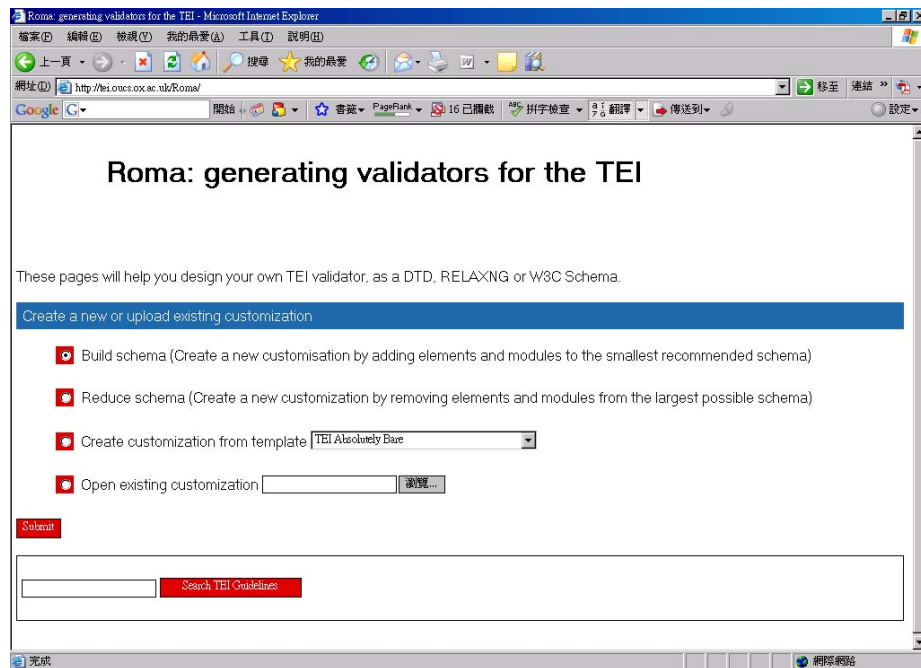 Roma: generating validators for the TEI - Microsoft Internet Explorer
檔案(F) 編輯(E) 檢視(V) 我的最愛(A) 工具(T) 說明(H)
上一頁 搜尋 我的最愛
網址(D) http://tei.oucs.ox.ac.uk/Roma/ 移至 連結 »
Google G 開始 書籤 PageRank 16 已攔截 ABC 拼字檢查 翻譯 傳送到 設定
Roma: generating validators for the TEI
These pages will help you design your own TEI validator, as a DTD, RELAXNG or W3C Schema.
Create a new or upload existing customization
Build schema (Create a new customisation by adding elements and modules to the smallest recommended schema)
Reduce schema (Create a new customization by removing elements and modules from the largest possible schema)
Create customization from template TEI Absolutely Bare
Open existing customization 瀏覽...
Submit
Search TEI Guidelines
完成 網際網路